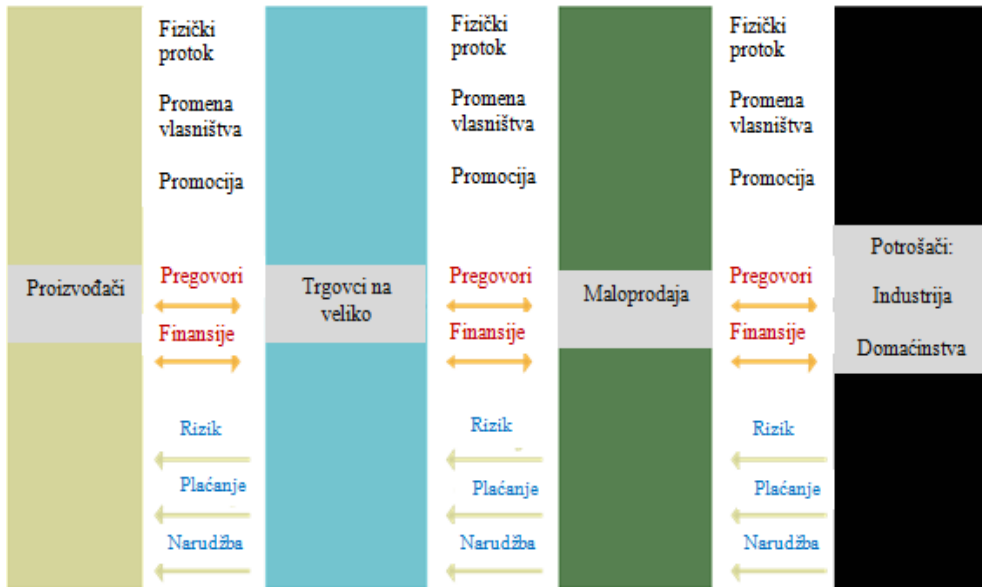 Fizički
protok
Promena
vlasništva
Promocija
Fizički
protok
Promena
vlasništva
Promocija
Fizički
protok
Promena
vlasništva
Promocija
Proizvođači
Pregovori
Finansije
Trgovci na
veliko
Pregovori
Finansije
Maloprodaja
Pregovori
Finansije
Potrošači:
Industrija
Domaćinstva
Rizik
Plaćanje
Narudžba
Rizik
Plaćanje
Narudžba
Rizik
Plaćanje
Narudžba